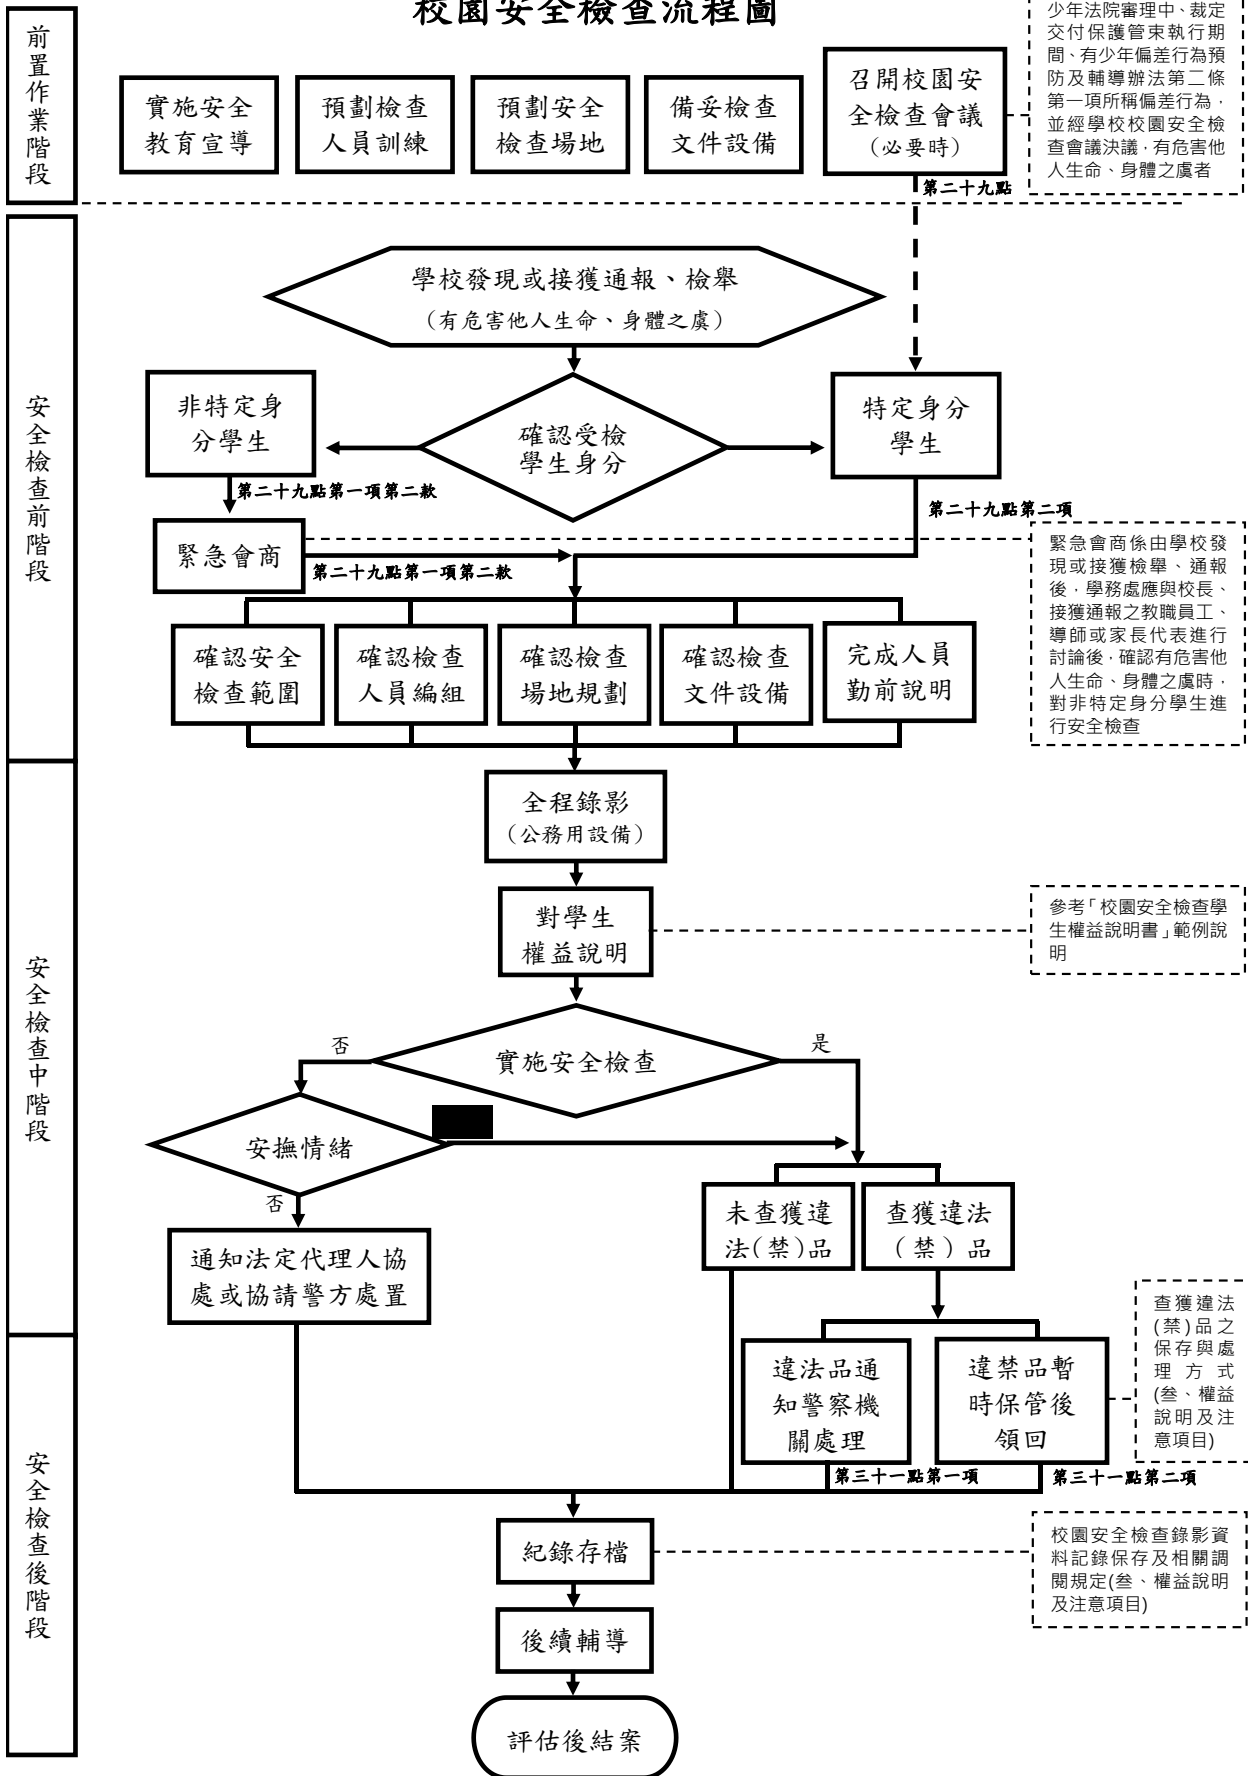 校園安全檢查流程圖
前置作業階段
實施安全
教育宣導
預劃檢查
人員訓練
預劃安全
檢查場地
備妥檢查
文件設備
召開校園安
全檢查會議
(必要時)
少年法院審理中、裁定
交付保護管束執行期
間、有少年偏差行為預
防及輔導辦法第二條
第一項所稱偏差行為,
並經學校校園安全檢
查會議決議,有危害他
人生命、身體之虞者
第二十九點
安全檢查前階段
學校發現或接獲通報、檢舉
(有危害他人生命、身體之虞)
非特定身
分學生
確認受檢
學生身分
特定身分
學生
第二十九點第一項第二款
第二十九點第二項
緊急會商
第二十九點第一項第二款
緊急會商係由學校發
現或接獲檢舉、通報
後,學務處應與校長、
接獲通報之教職員工、
導師或家長代表進行
討論後,確認有危害他
人生命、身體之虞時,
對非特定身分學生進
行安全檢查
確認安全
檢查範圍
確認檢查
人員編組
確認檢查
場地規劃
確認檢查
文件設備
完成人員
勤前說明
安全檢查中階段
全程錄影
(公務用設備)
對學生
權益說明
參考「校園安全檢查學
生權益說明書」範例說
明
實施安全檢查
否
是
安撫情緒
否
通知法定代理人協
處或協請警方處置
未查獲違
法(禁)品
查獲違法
(禁)品
查獲違法
(禁)品之
保存與處
理方式
(叁、權益
說明及注
意項目)
違法品通
知警察機
關處理
違禁品暫
時保管後
領回
第三十一點第一項
第三十一點第二項
安全檢查後階段
紀錄存檔
校園安全檢查錄影資
料記錄保存及相關調
閱規定(叁、權益說明
及注意項目)
後續輔導
評估後結案